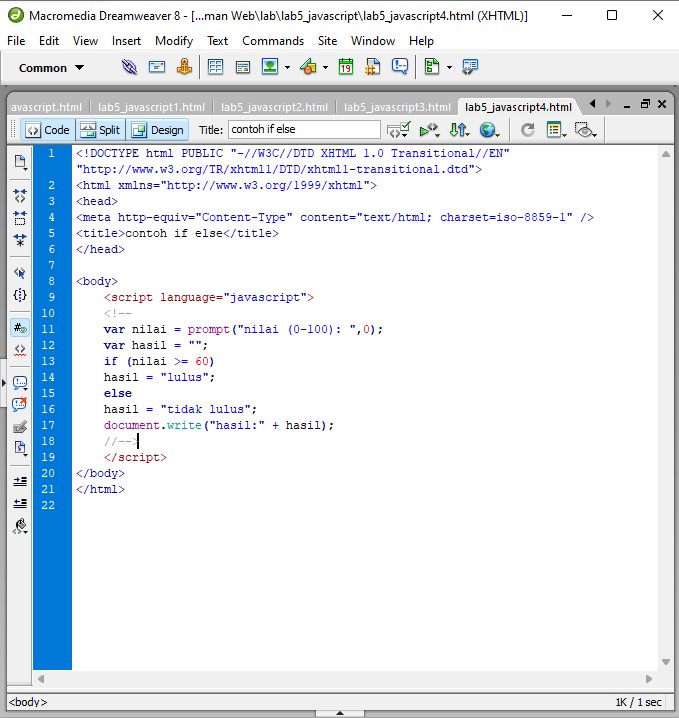 Macromedia Dreamweaver 8 - [...man Web\lab\lab5_javascript\lab5_javascript4.html (XHTML)]
File Edit View Insert Modify Text Commands Site Window Help
Common
avascript.html lab5_javascript1.html lab5_javascript2.html lab5_javascript3.html lab5_javascript4.html
Code Split Design Title: contoh if else
1 <!DOCTYPE html PUBLIC "-//W3C//DTD XHTML 1.0 Transitional//EN"
"http://www.w3.org/TR/xhtml1/DTD/xhtml1-transitional.dtd">
2 <html xmlns="http://www.w3.org/1999/xhtml">
3 <head>
4 <meta http-equiv="Content-Type" content="text/html; charset=iso-8859-1" />
5 <title>contoh if else</title>
6 </head>
7
8 <body>
9 <script language="javascript">
10 <!--
11 var nilai = prompt("nilai (0-100): ",0);
12 var hasil = "";
13 if (nilai >= 60)
14 hasil = "lulus";
15 else
16 hasil = "tidak lulus";
17 document.write("hasil:" + hasil);
18 //-->
19 </script>
20 </body>
21 </html>
22
<body> 1K / 1 sec